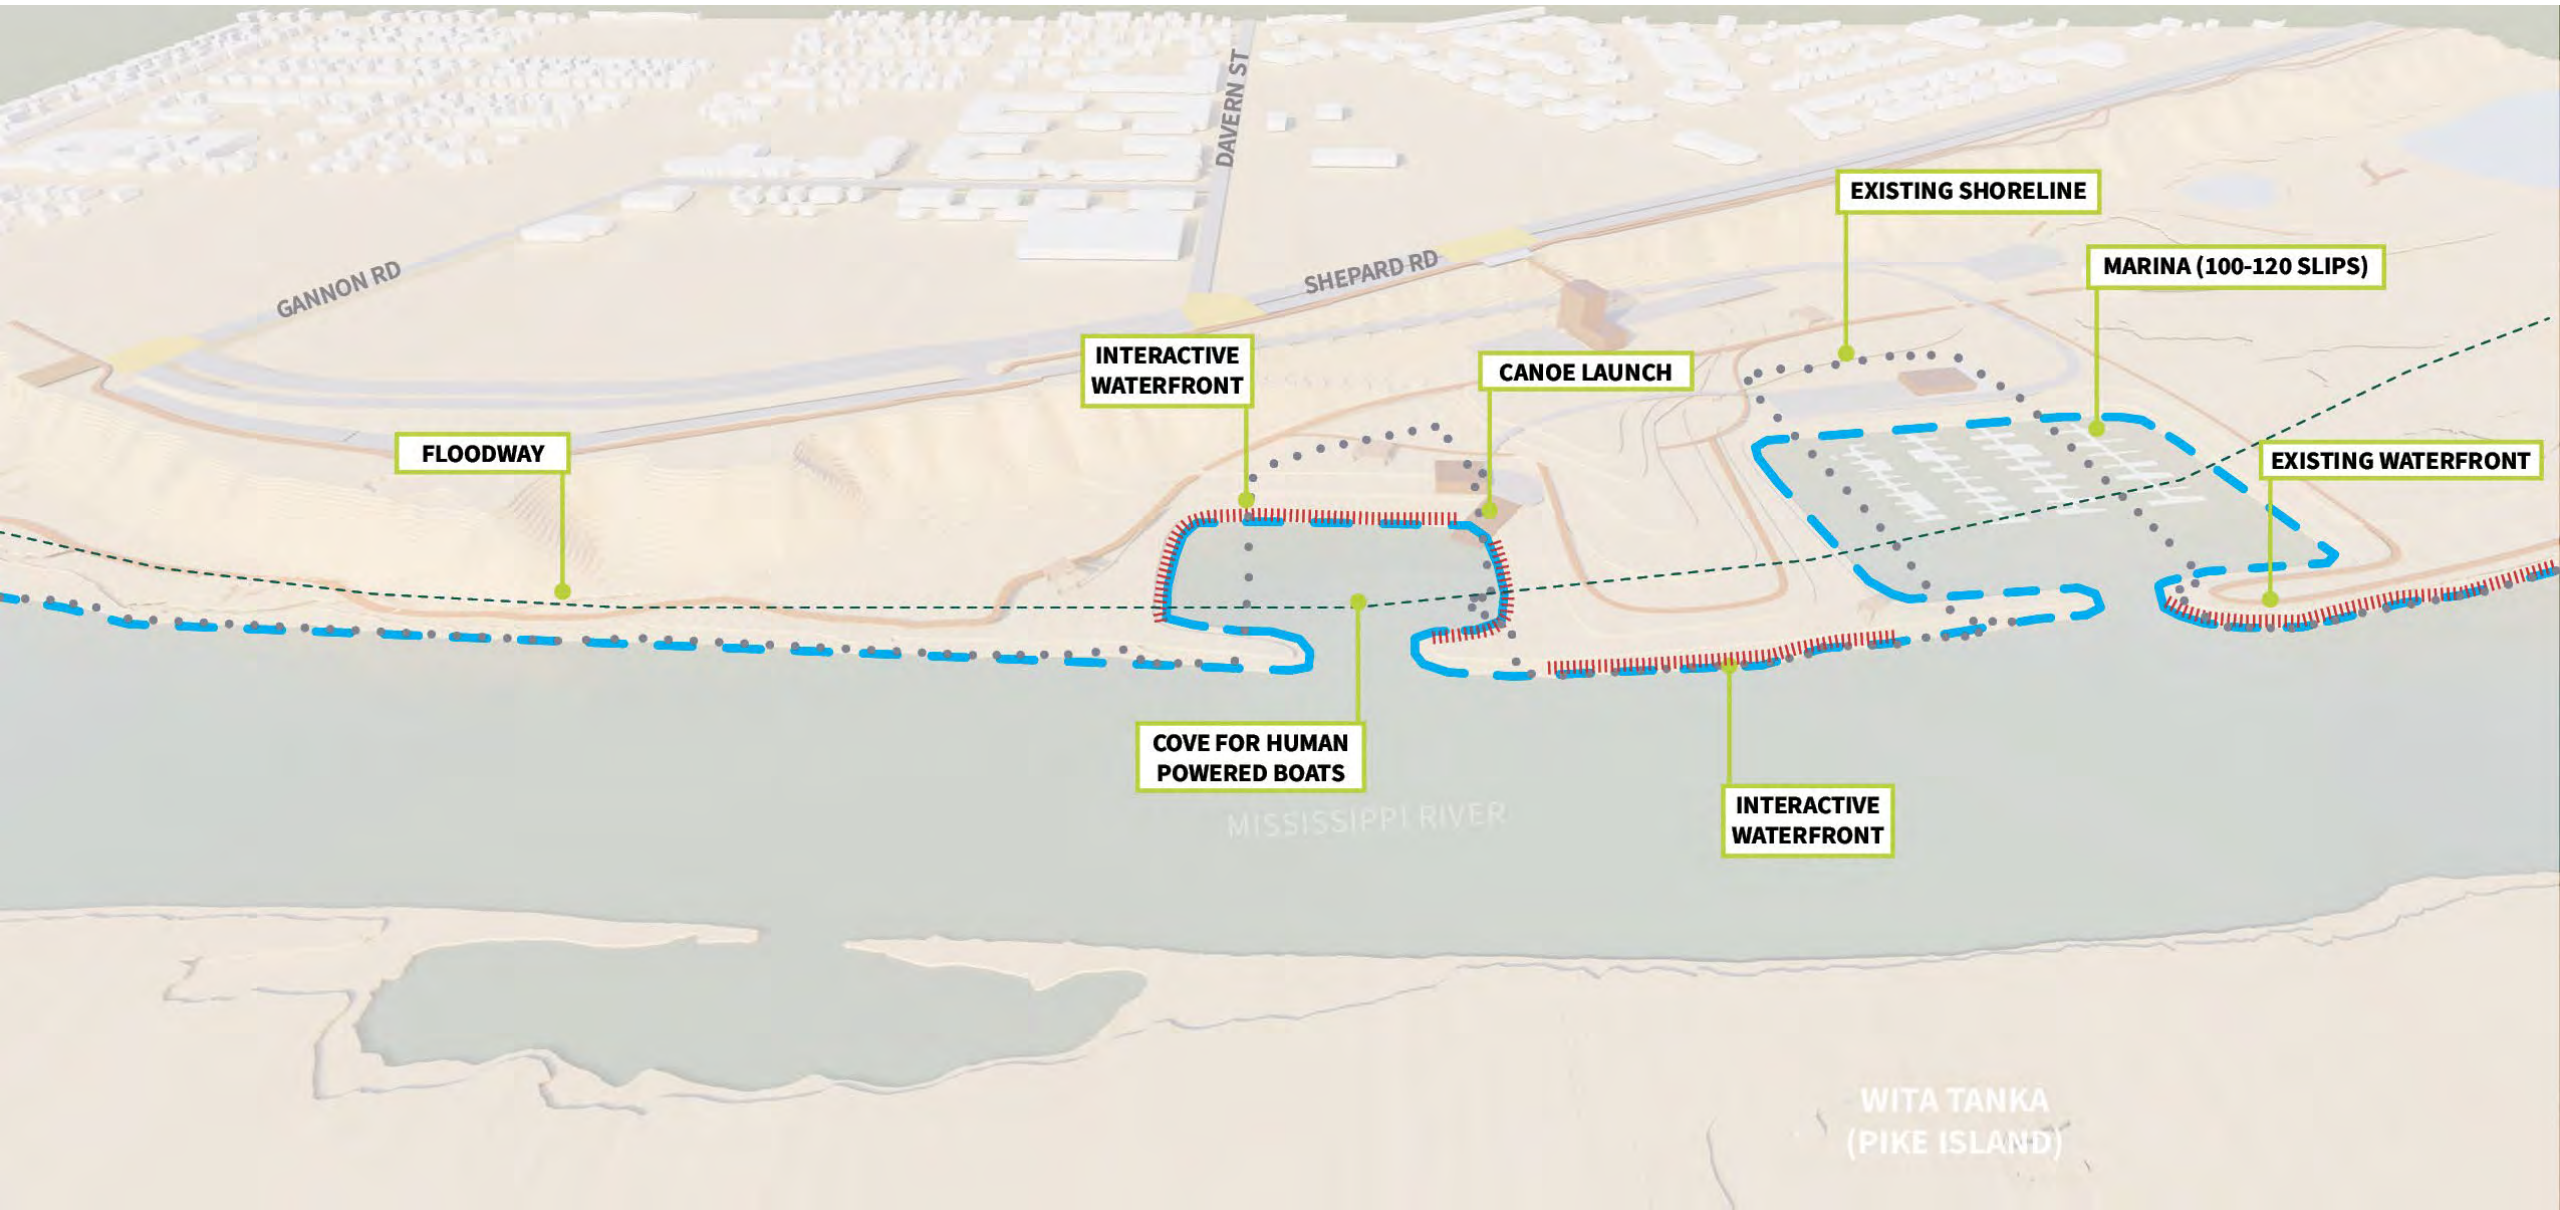 DAVERN ST
EXISTING SHORELINE
MARINA (100-120 SLIPS)
SHEPARD RD
GANNON RD
INTERACTIVE
WATERFRONT
CANOE LAUNCH
FLOODWAY
EXISTING WATERFRONT
COVE FOR HUMAN
POWERED BOATS
MISSISSIPPI RIVER
INTERACTIVE
WATERFRONT
WITA TANKA
(PIKE ISLAND)